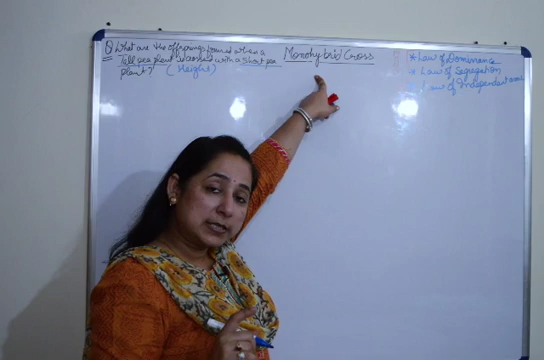 Q What are the offsprings formed when a
Tall pea plant is crossed with a short pea
plant? (Height)
Monohybrid Cross
* Law of Dominance
* Law of Segregation
* Law of Independent